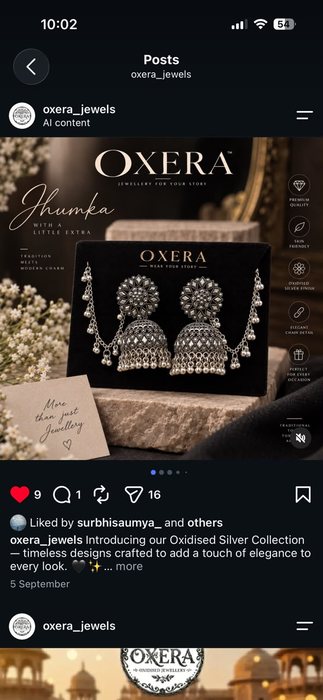 10:02
54
Posts
oxera_jewels
oxera_jewels
AI content
OXERA™
JEWELLERY FOR YOUR STORY
Jhumka
WITH A
LITTLE EXTRA
TRADITION
MEETS
MODERN CHARM
OXERA
WEAR YOUR STORY
PREMIUM
QUALITY
SKIN
FRIENDLY
OXIDISED
SILVER FINISH
ELEGANT
CHAIN DETAIL
PERFECT
FOR EVERY
OCCASION
More
than just
Jewellery
9
1
16
Liked by surbhisaumya_ and others
oxera_jewels Introducing our Oxidised Silver Collection
— timeless designs crafted to add a touch of elegance to
every look. 🖤✨... more
5 September
oxera_jewels
OXERA